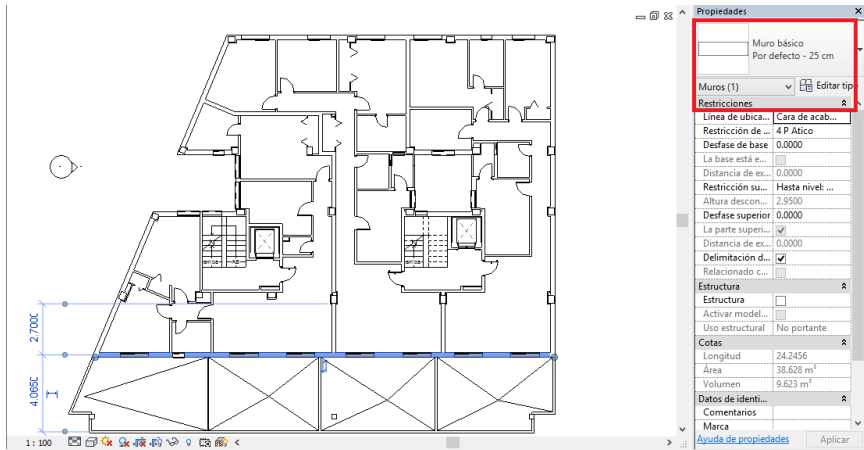 Propiedades
Muro básico
Por defecto - 25 cm
Muros (1)
Editar tip
Restricciones
Línea de ubica... Cara de acab...
Restricción de ... 4 P Atico
Desfase de base 0.0000
La base está e...
Distancia de ex... 0.0000
Restricción su... Hasta nivel: ...
Altura descon... 2.9500
Desfase superior 0.0000
La parte superi...
Distancia de ex... 0.0000
Delimitación d...
Relacionado c...
Estructura
Estructura
Activar model...
Uso estructural No portante
Cotas
Longitud 24.2456
Área 38.628 m²
Volumen 9.623 m³
Datos de identi...
Comentarios
Marca
Ayuda de propiedades Aplicar
2.7000
4.0650
1 : 100